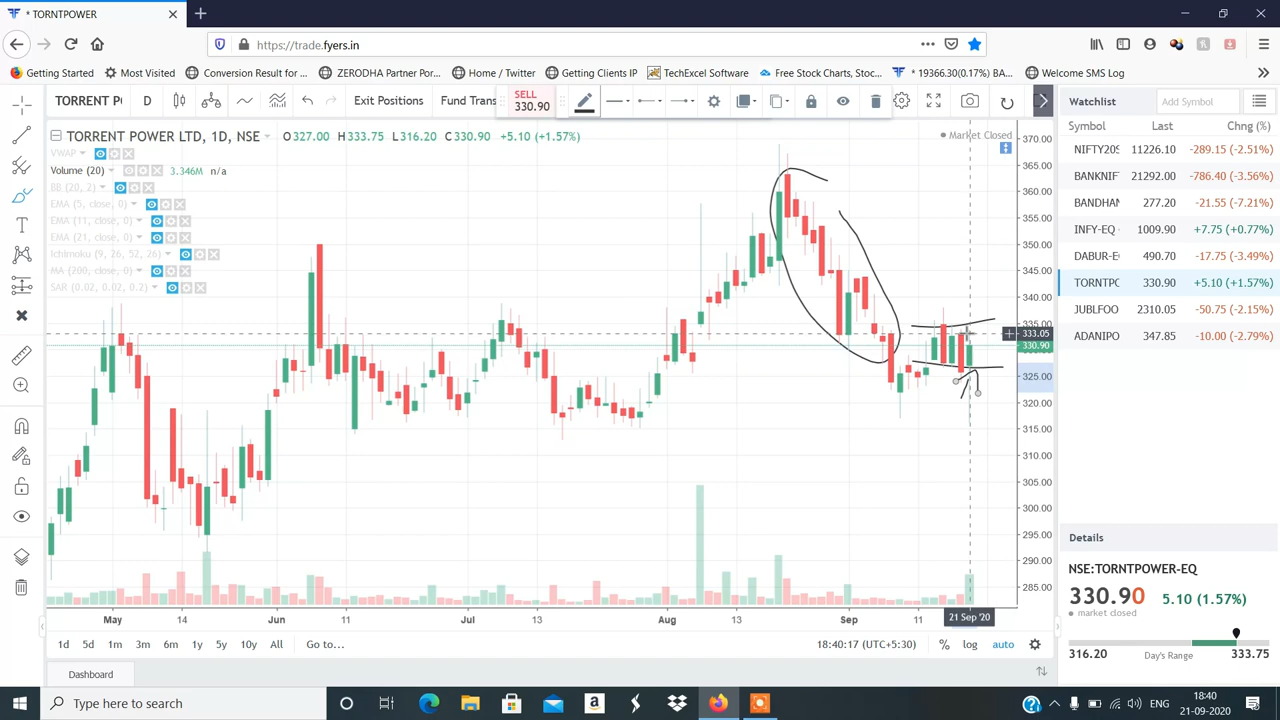 * TORNTPOWER
https://trade.fyers.in
Getting Started Most Visited Conversion Result for ... ZERODHA Partner Por... Home / Twitter Getting Clients IP TechExcel Software Free Stock Charts, Stoc... * 19366.30(0.17%) BA... Welcome SMS Log
TORRENT P D Exit Positions Fund Trans SELL 330.90
TORRENT POWER LTD, 1D, NSE O327.00 H333.75 L316.20 C330.90 +5.10 (+1.57%)
Market Closed
VWAP
Volume (20) 3.346M n/a
BB (20, 2)
EMA (5, close, 0)
EMA (11, close, 0)
EMA (21, close, 0)
Ichimoku (9, 26, 52, 26)
MA (200, close, 0)
SAR (0.02, 0.02, 0.2)
370.00
365.00
360.00
355.00
350.00
345.00
340.00
335.00
333.05
330.90
325.00
320.00
315.00
310.00
305.00
300.00
295.00
290.00
285.00
May 14 Jun 11 Jul 13 Aug 13 Sep 11 21 Sep '20
1d 5d 1m 3m 6m 1y 5y 10y All Go to... 18:40:17 (UTC+5:30) % log auto
Dashboard
Watchlist Add Symbol
Symbol Last Chng (%)
NIFTY20S 11226.10 -289.15 (-2.51%)
BANKNIF 21292.00 -786.40 (-3.56%)
BANDHAN 277.20 -21.55 (-7.21%)
INFY-EQ 1009.90 +7.75 (+0.77%)
DABUR-E 490.70 -17.75 (-3.49%)
TORNTPC 330.90 +5.10 (+1.57%)
JUBLFOO 2310.05 -50.75 (-2.15%)
ADANIPO 347.85 -10.00 (-2.79%)
Details
NSE:TORNTPOWER-EQ
330.90 5.10 (1.57%)
market closed
316.20 Day's Range 333.75
Type here to search
ENG 18:40
21-09-2020